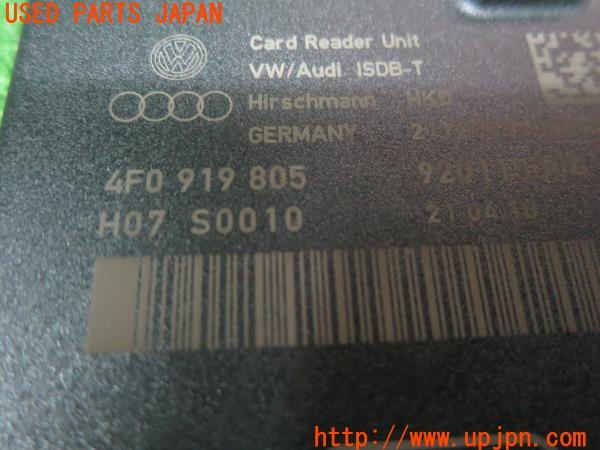 USED PARTS JAPAN
Card Reader Unit
VW/Audi ISDB-T
Hirschmann
GERMANY
4F0 919 805
H07 S0010
http://www.upjpn.com